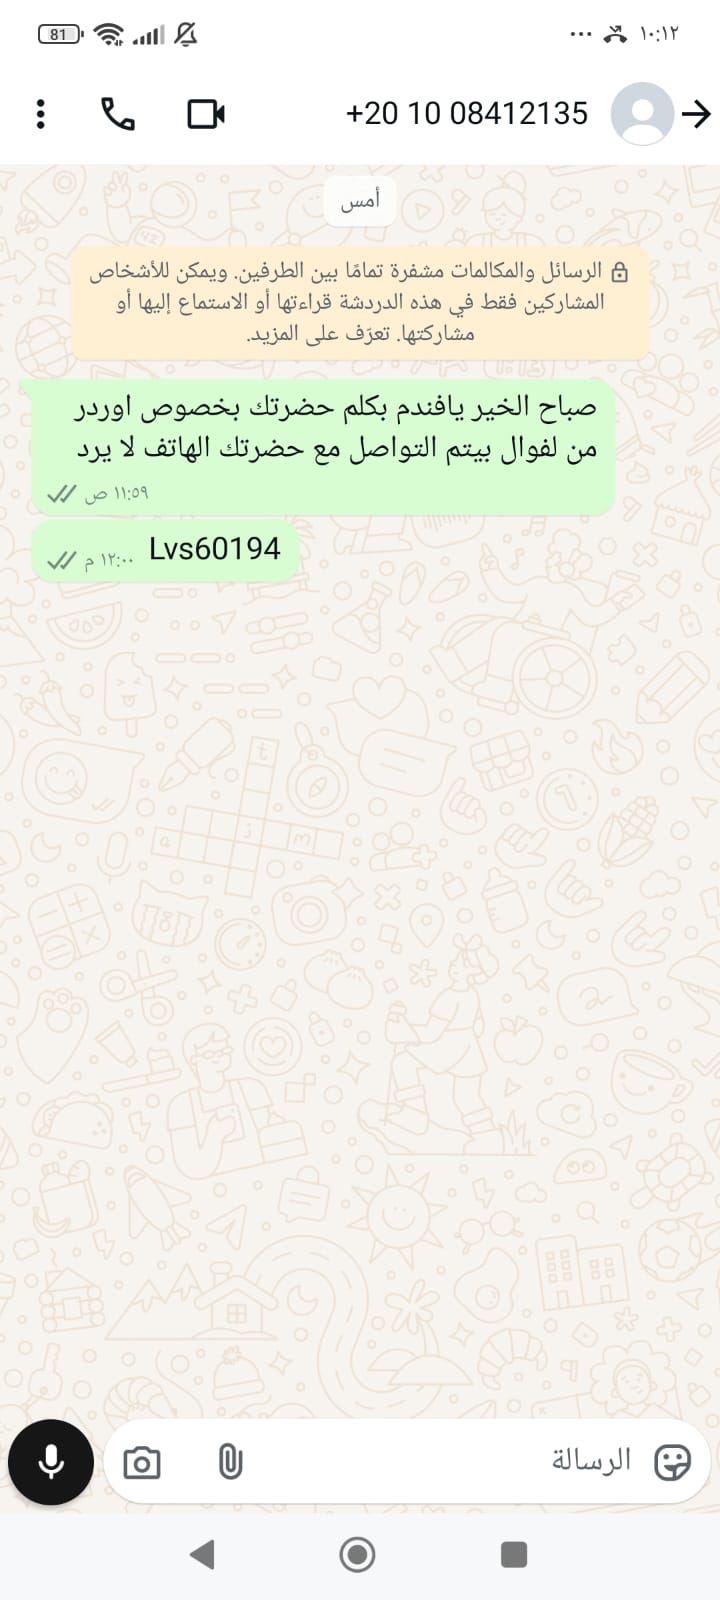 81
١٠:١٢
+20 10 08412135
أمس
الرسائل والمكالمات مشفرة تمامًا بين الطرفين. ويمكن للأشخاص
المشاركين فقط في هذه الدردشة قراءتها أو الاستماع إليها أو
مشاركتها. تعرّف على المزيد.
صباح الخير يافندم بكلم حضرتك بخصوص اوردر
من لفوال بيتم التواصل مع حضرتك الهاتف لا يرد
١١:٥٩ ص
Lvs60194
١٢:٠٠ م
الرسالة